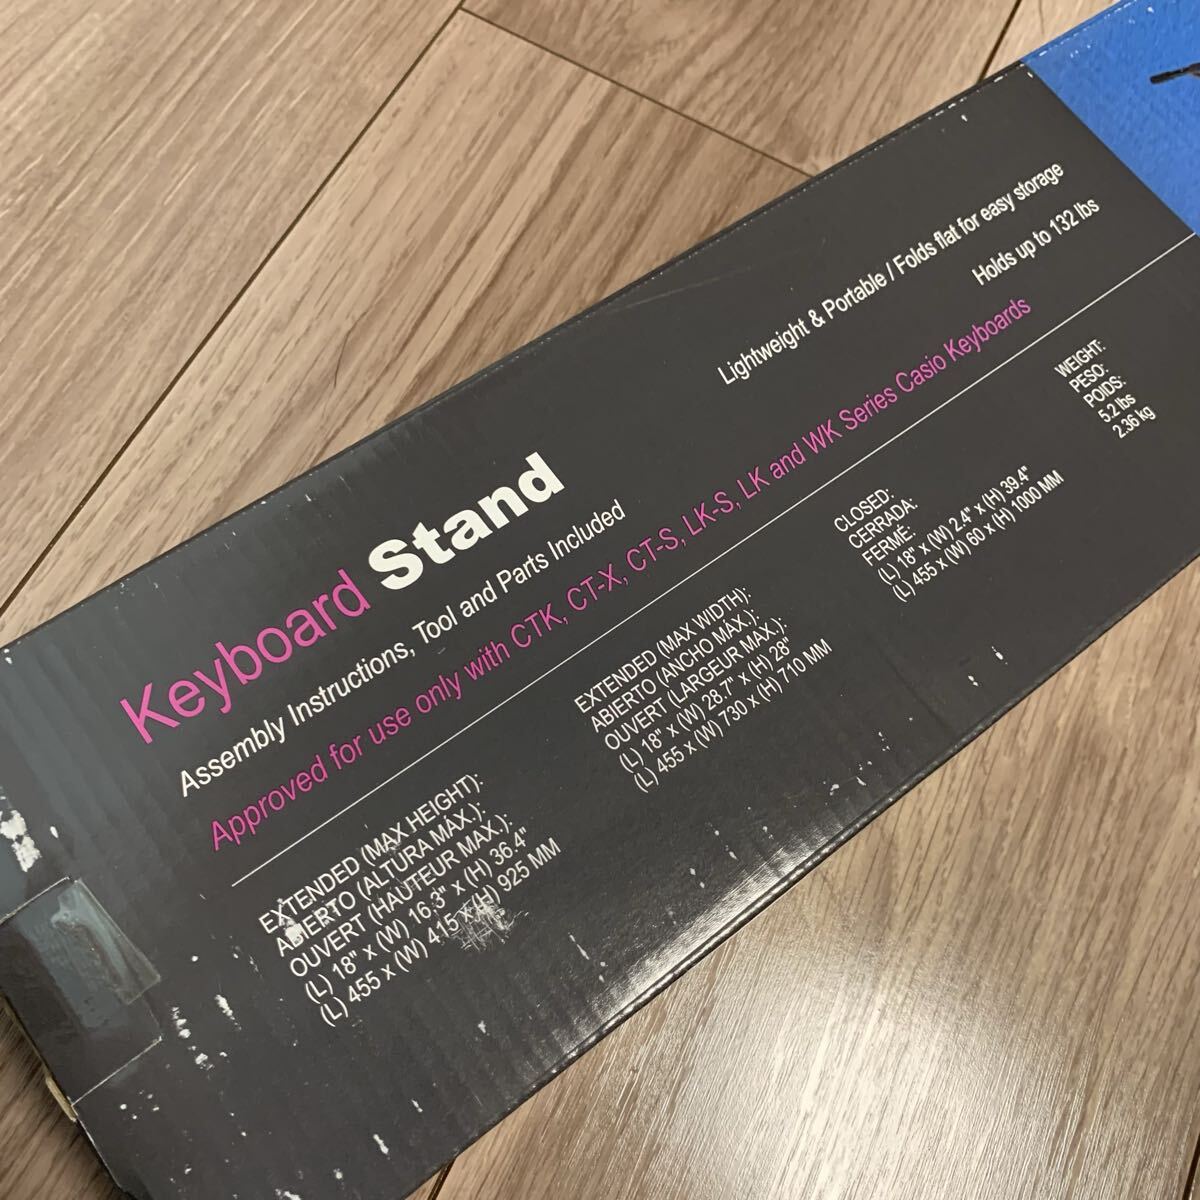 Keyboard Stand
Assembly Instructions, Tool and Parts Included
Lightweight & Portable / Folds flat for easy storage
Holds up to 132 lbs
Approved for use only with CTK, CT-X, CT-S, LK-S, LK and WK Series Casio Keyboards
EXTENDED (MAX HEIGHT):
ABIERTO (ALTURA MÁX.):
OUVERT (HAUTEUR MAX.):
(L) 18" x (W) 16.3" x (H) 36.4"
(L) 455 x (W) 415 x (H) 925 MM
EXTENDED (MAX WIDTH):
ABIERTO (ANCHO MAX.):
OUVERT (LARGEUR MAX.):
(L) 18" x (W) 28.7" x (H) 28"
(L) 455 x (W) 730 x (H) 710 MM
CLOSED:
CERRADA:
FERMÉ:
(L) 18" x (W) 2.4" x (H) 39.4"
(L) 455 x (W) 60 x (H) 1000 MM
WEIGHT:
PESO:
POIDS:
5.2 lbs
2.36 kg